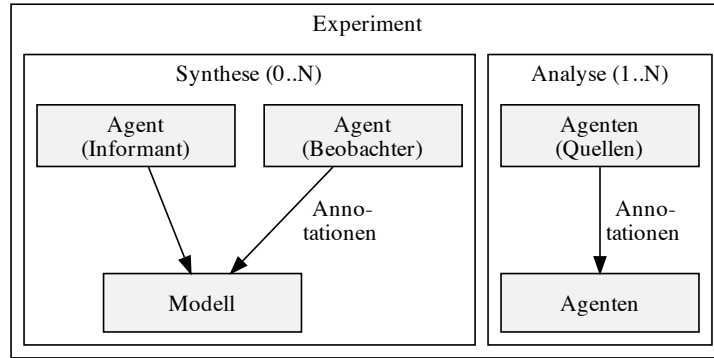 Experiment
Synthese (0..N)
Analyse (1..N)
Agent
(Informant)
Agent
(Beobachter)
Agenten
(Quellen)
Anno-
tationen
Anno-
tationen
Modell
Agenten